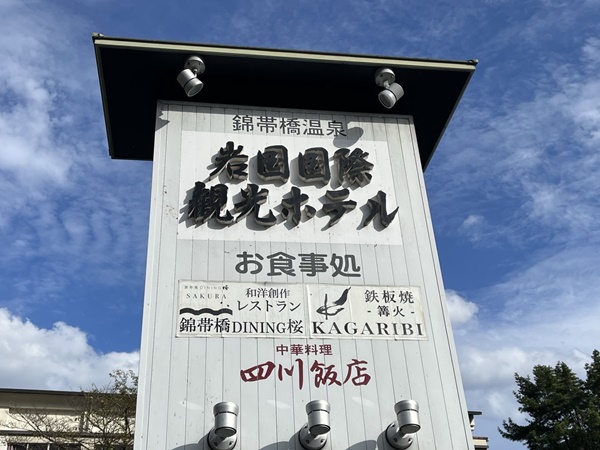 錦帯橋温泉
岩国国際
観光ホテル
お食事処
SAKURA
錦帯橋
和洋創作
レストラン
DINING桜
鉄板焼
- 篝火 -
KAGARIBI
中華料理
四川飯店